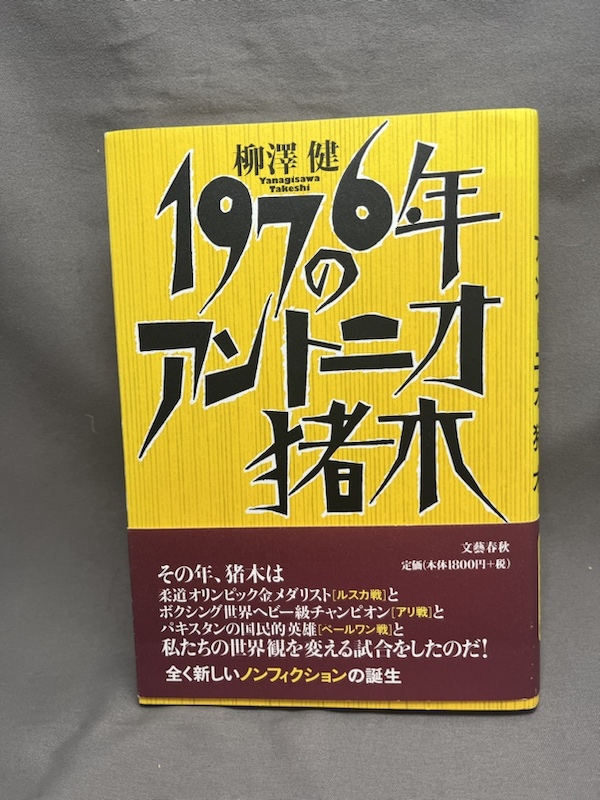 柳澤 健
Yanagisawa
Takeshi
1976年
の
アントニオ
猪木
文藝春秋
定価(本体1800円+税)
その年、猪木は
柔道オリンピック金メダリスト[ルスカ戦]と
ボクシング世界ヘビー級チャンピオン[アリ戦]と
パキスタンの国民的英雄[ペールワン戦]と
私たちの世界観を変える試合をしたのだ!
全く新しいノンフィクションの誕生